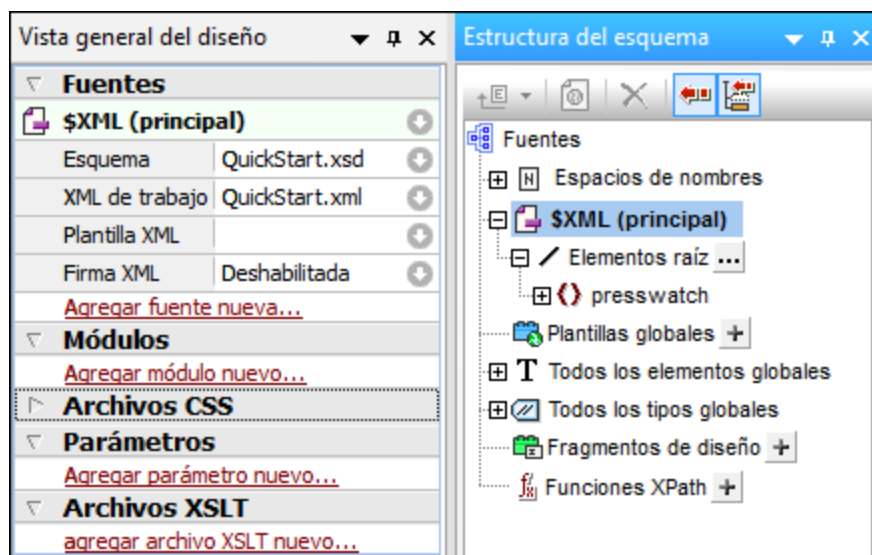 Vista general del diseño
Fuentes
$XML (principal)
Esquema QuickStart.xsd
XML de trabajo QuickStart.xml
Plantilla XML
Firma XML Deshabilitada
Agregar fuente nueva...
Módulos
Agregar módulo nuevo...
Archivos CSS
Parámetros
Agregar parámetro nuevo...
Archivos XSLT
agregar archivo XSLT nuevo...
Estructura del esquema
Fuentes
Espacios de nombres
$XML (principal)
Elementos raíz ...
presswatch
Plantillas globales
Todos los elementos globales
Todos los tipos globales
Fragmentos de diseño
Funciones XPath